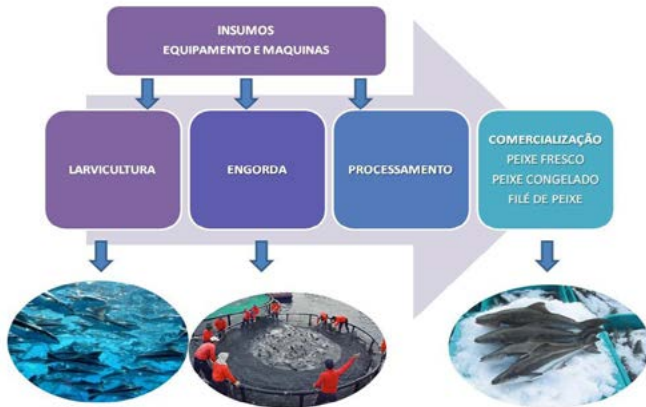 INSUMOS
EQUIPAMENTO E MAQUINAS
LARVICULTURA
ENGORDA
PROCESSAMENTO
COMERCIALIZAÇÃO
PEIXE FRESCO
PEIXE CONGELADO
FILÉ DE PEIXE